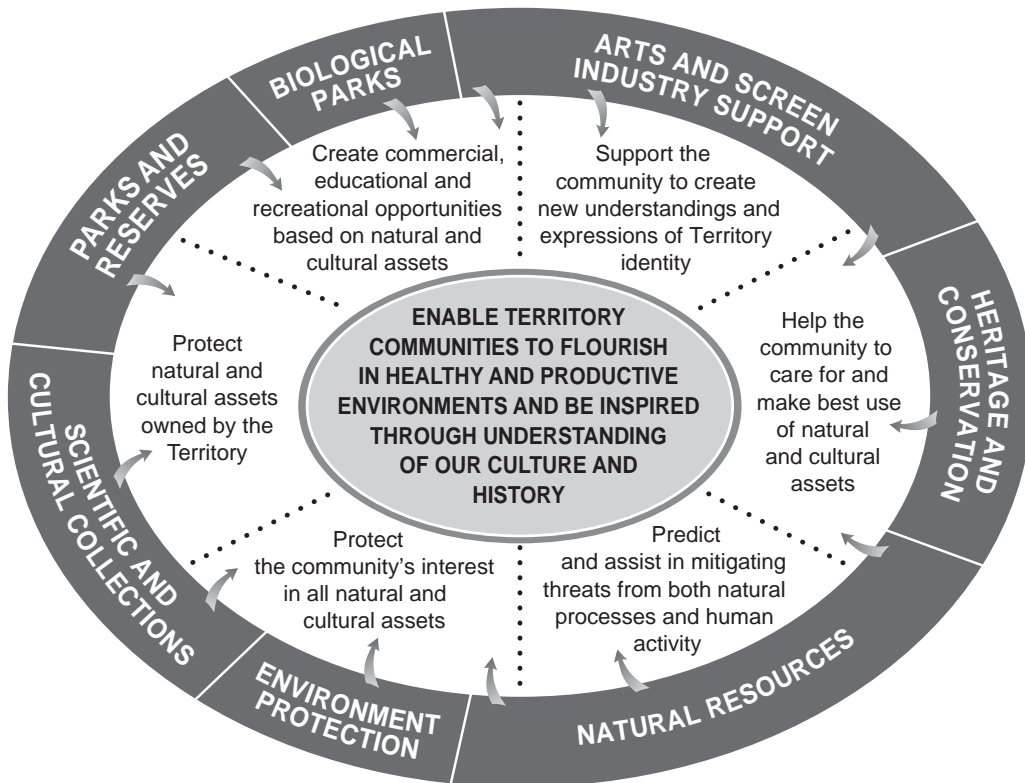 BIOLOGICAL
PARKS
ARTS AND SCREEN
INDUSTRY SUPPORT
HERITAGE AND
CONSERVATION
NATURAL RESOURCES
ENVIRONMENT
PROTECTION
SCIENTIFIC AND
CULTURAL COLLECTIONS
PARKS AND
RESERVES
Create commercial,
educational and
recreational opportunities
based on natural and
cultural assets
Support the
community to create
new understandings and
expressions of Territory
identity
Help the
community to
care for and
make best use
of natural
and cultural
assets
Predict
and assist in mitigating
threats from both natural
processes and human
activity
Protect
the community's interest
in all natural and
cultural assets
Protect
natural and
cultural assets
owned by the
Territory
ENABLE TERRITORY
COMMUNITIES TO FLOURISH
IN HEALTHY AND PRODUCTIVE
ENVIRONMENTS AND BE INSPIRED
THROUGH UNDERSTANDING
OF OUR CULTURE AND
HISTORY